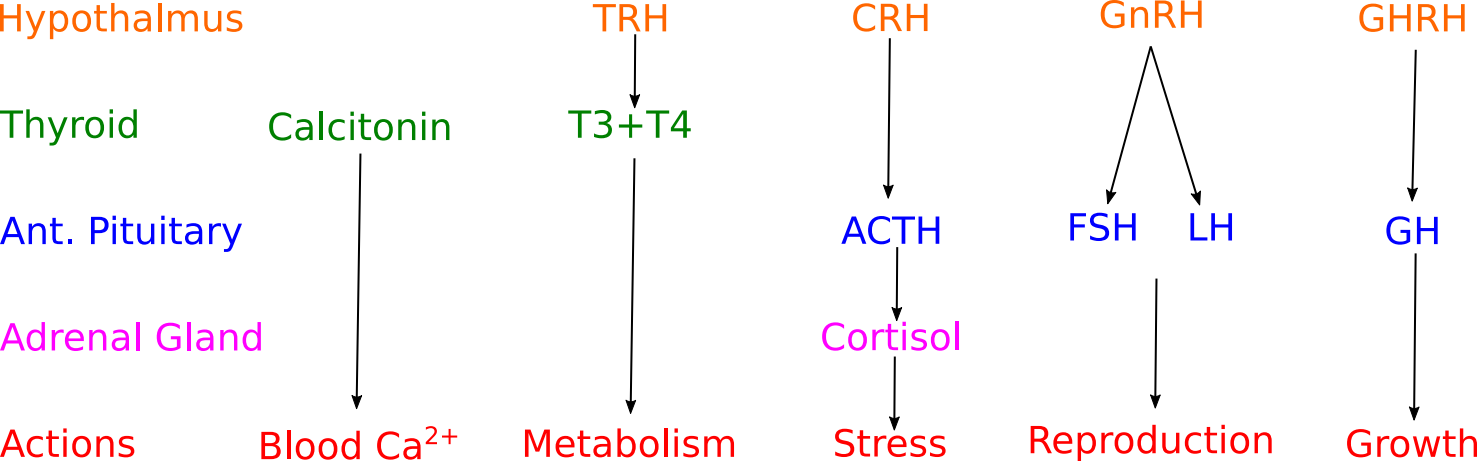 Hypothalmus TRH CRH GnRH GHRH
Thyroid Calcitonin T3+T4
Ant. Pituitary ACTH FSH LH GH
Adrenal Gland Cortisol
Actions Blood Ca²⁺ Metabolism Stress Reproduction Growth